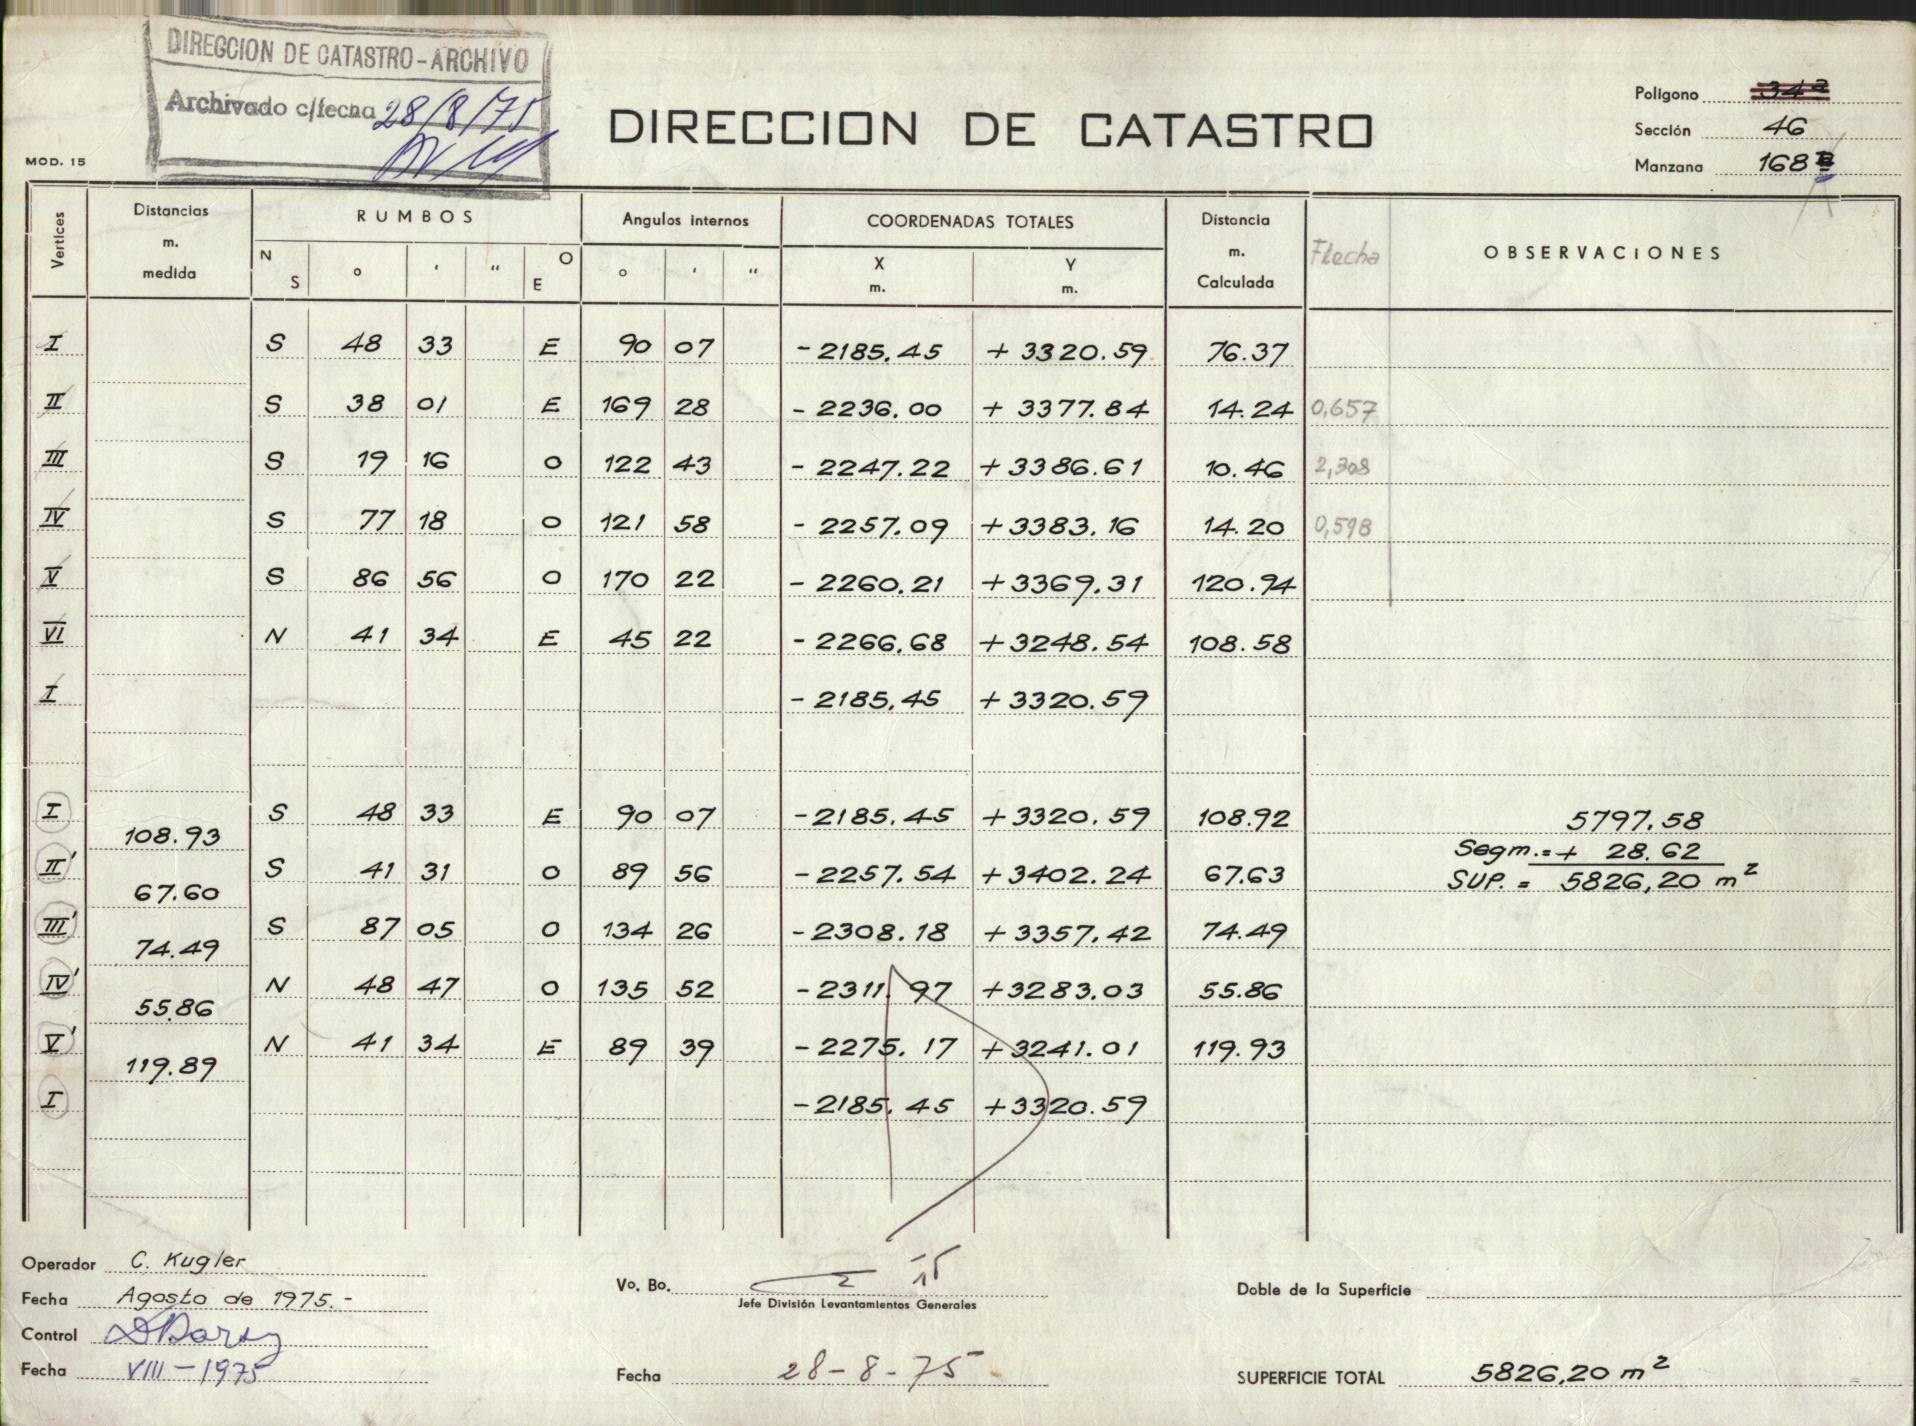 DIRECCION DE CATASTRO-ARCHIVO
Archivado c/fecha 28/8/75
DIRECCION DE CATASTRO
Poligono 34a
Sección 46
Manzana 168 B
MOD. 15
Vertices Distancias m. medida RUMBOS Angulos internos COORDENADAS TOTALES Distancia m. Calculada Flecha OBSERVACIONES
N S ° ' " O E ° ' " X m. Y m.
I S 48 33 E 90 07 -2185.45 +3320.59 76.37
II S 38 01 E 169 28 -2236.00 +3377.84 14.24 0,657
III S 19 16 O 122 43 -2247.22 +3386.61 10.46 2,308
IV S 77 18 O 121 58 -2257.09 +3383.16 14.20 0,598
V S 86 56 O 170 22 -2260.21 +3369.31 120.94
VI N 41 34 E 45 22 -2266.68 +3248.54 108.58
I -2185.45 +3320.59
I S 48 33 E 90 07 -2185.45 +3320.59 108.92 5797.58
108.93 Segm.=+ 28.62
II' S 41 31 O 89 56 -2257.54 +3402.24 67.63 SUP. = 5826,20 m2
67.60
III' S 87 05 O 134 26 -2308.18 +3357.42 74.49
74.49
IV' N 48 47 O 135 52 -2311.97 +3283.03 55.86
55.86
V' N 41 34 E 89 39 -2275.17 +3241.01 119.93
119.89
I -2185.45 +3320.59
Operador C. Kugler
Fecha Agosto de 1975.-
Control
Fecha VIII-1975
Vo. Bo.
Jefe División Levantamientos Generales
Fecha 28-8-75
Doble de la Superficie
SUPERFICIE TOTAL 5826,20 m2